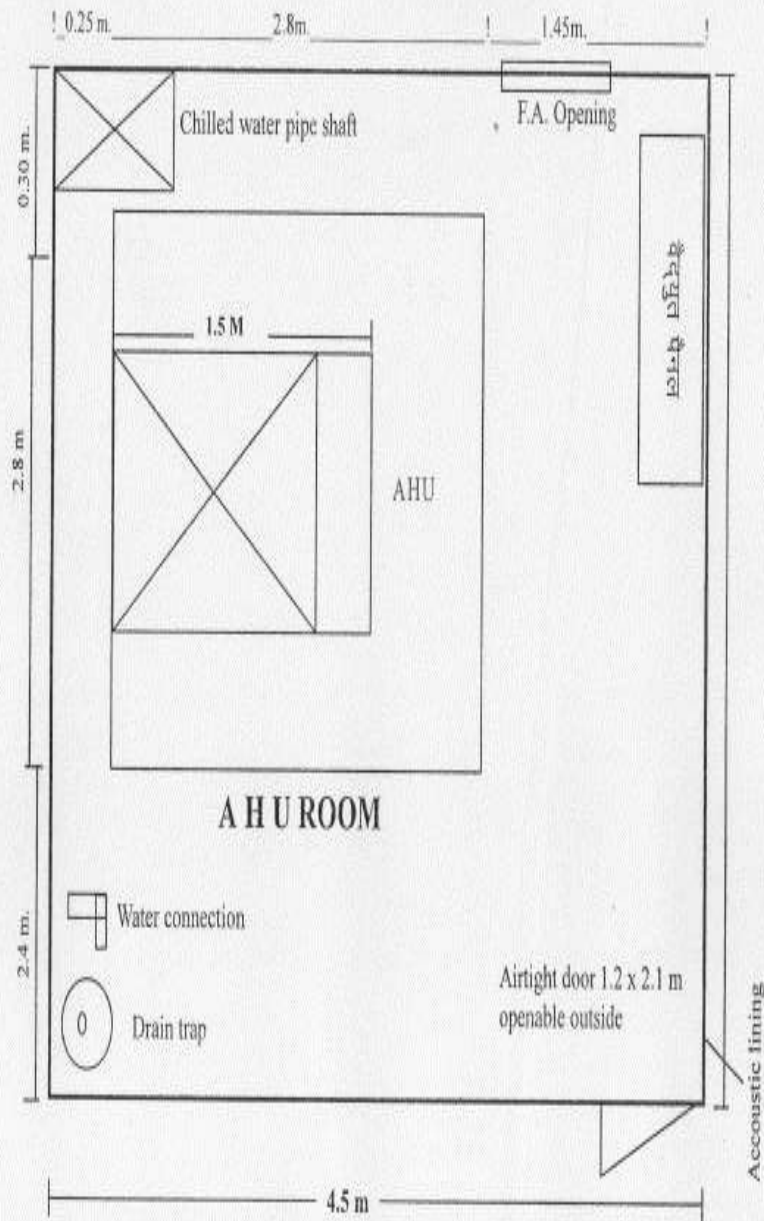 0.25 m.
2.8m.
1.45m.
Chilled water pipe shaft
F.A. Opening
0.30 m.
1.5 M
2.8 m
AHU
A H U ROOM
2.4 m.
Water connection
Drain trap
Airtight door 1.2 x 2.1 m
openable outside
Accoustic lining
4.5 m